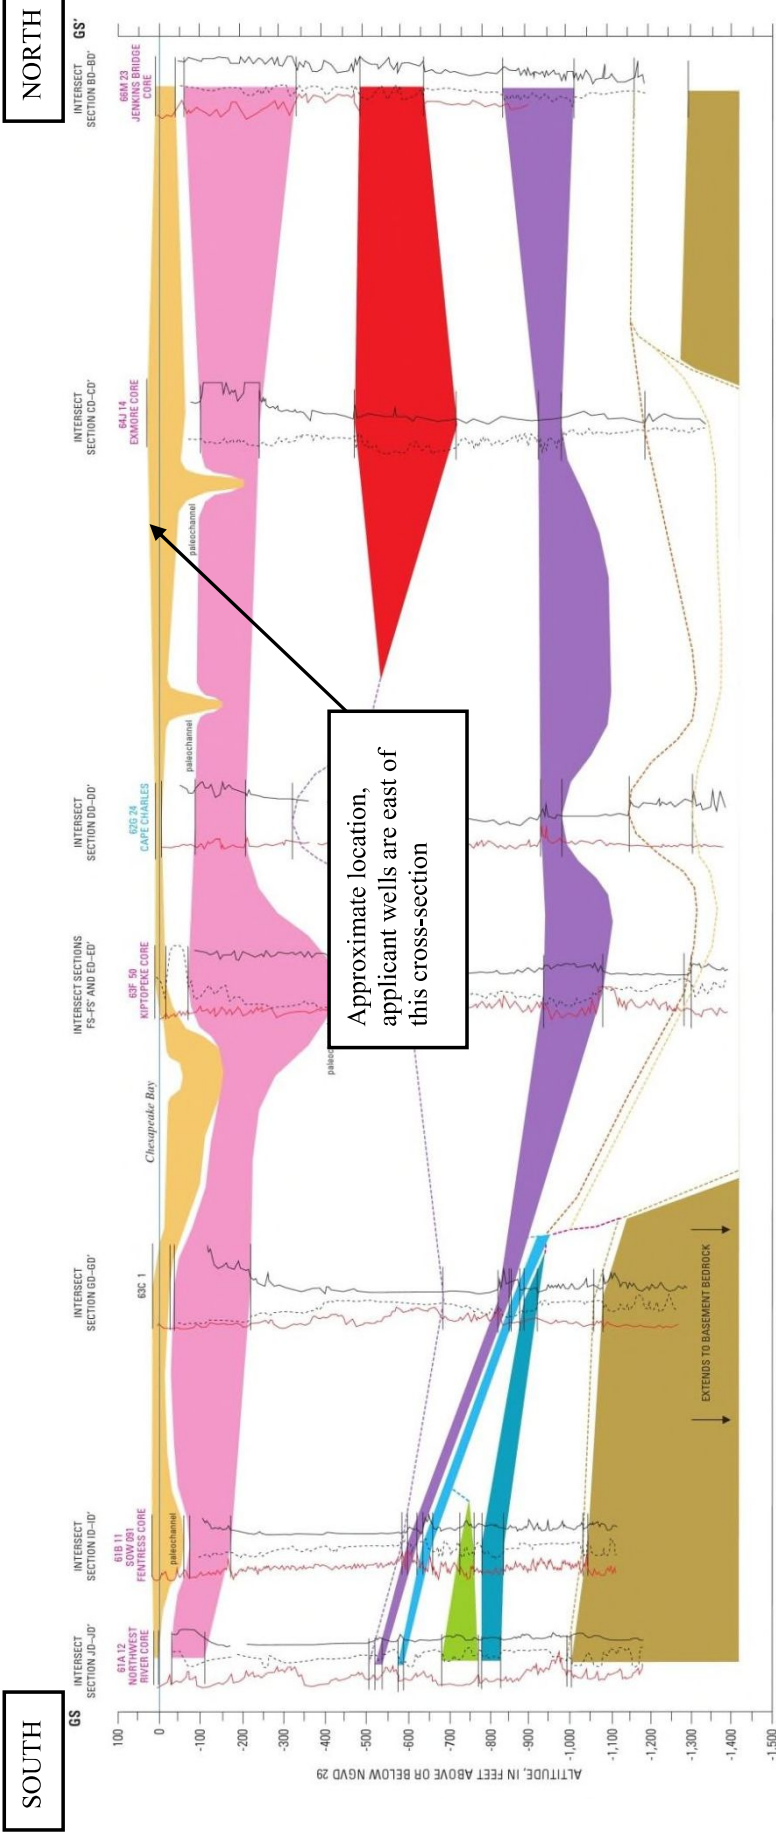 SOUTH
NORTH
GS
GS'
INTERSECT
SECTION JD–JD'
61A 12
NORTHWEST
RIVER CORE
INTERSECT
SECTION ID–ID'
61B 11
SOW 091
FENTRESS CORE
INTERSECT
SECTION GD–GD'
63C 1
INTERSECT SECTIONS
FS–FS' AND ED–ED'
63F 50
KIPTOPEKE CORE
INTERSECT
SECTION DD–DD'
62G 24
CAPE CHARLES
INTERSECT
SECTION CD–CD'
64J 14
EXMORE CORE
INTERSECT
SECTION BD–BD'
66M 23
JENKINS BRIDGE
CORE
Chesapeake Bay
paleochannel
paleoc
paleochannel
paleochannel
Approximate location,
applicant wells are east of
this cross-section
EXTENDS TO BASEMENT BEDROCK
ALTITUDE, IN FEET ABOVE OR BELOW NGVD 29
100
0
-100
-200
-300
-400
-500
-600
-700
-800
-900
-1,000
-1,100
-1,200
-1,300
-1,400
-1,500